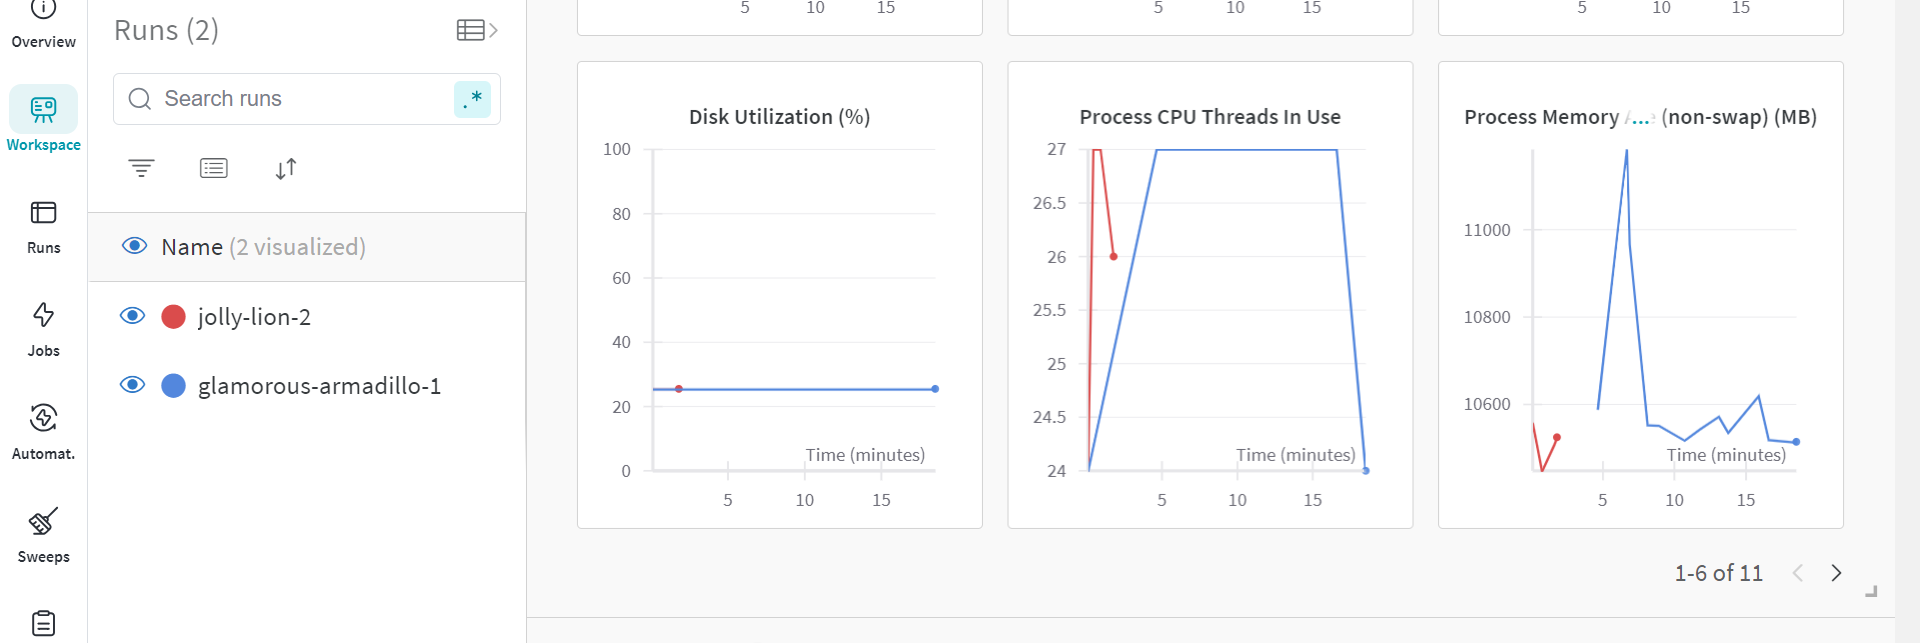 Overview
Workspace
Runs
Jobs
Automat.
Sweeps
Runs (2)
Search runs
.*
Name (2 visualized)
jolly-lion-2
glamorous-armadillo-1
5 10 15
5 10 15
5 10 15
Disk Utilization (%)
100
80
60
40
20
0
Time (minutes)
5 10 15
Process CPU Threads In Use
27
26.5
26
25.5
25
24.5
24
Time (minutes)
5 10 15
Process Memory ... (non-swap) (MB)
11000
10800
10600
Time (minutes)
5 10 15
1-6 of 11